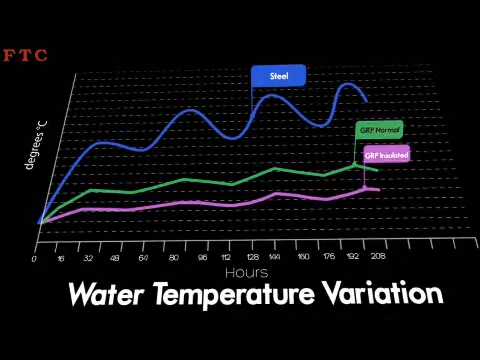 FTC
Steel
GRP Normal
GRP Insulated
degrees °C
0 16 32 48 64 80 96 112 128 144 160 176 192 208
Hours
Water Temperature Variation